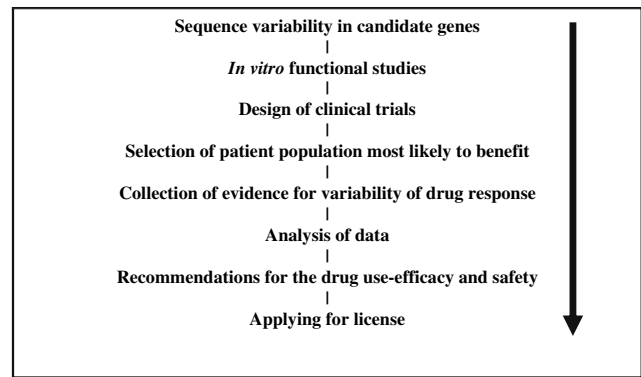 Sequence variability in candidate genes
In vitro functional studies
Design of clinical trials
Selection of patient population most likely to benefit
Collection of evidence for variability of drug response
Analysis of data
Recommendations for the drug use-efficacy and safety
Applying for license